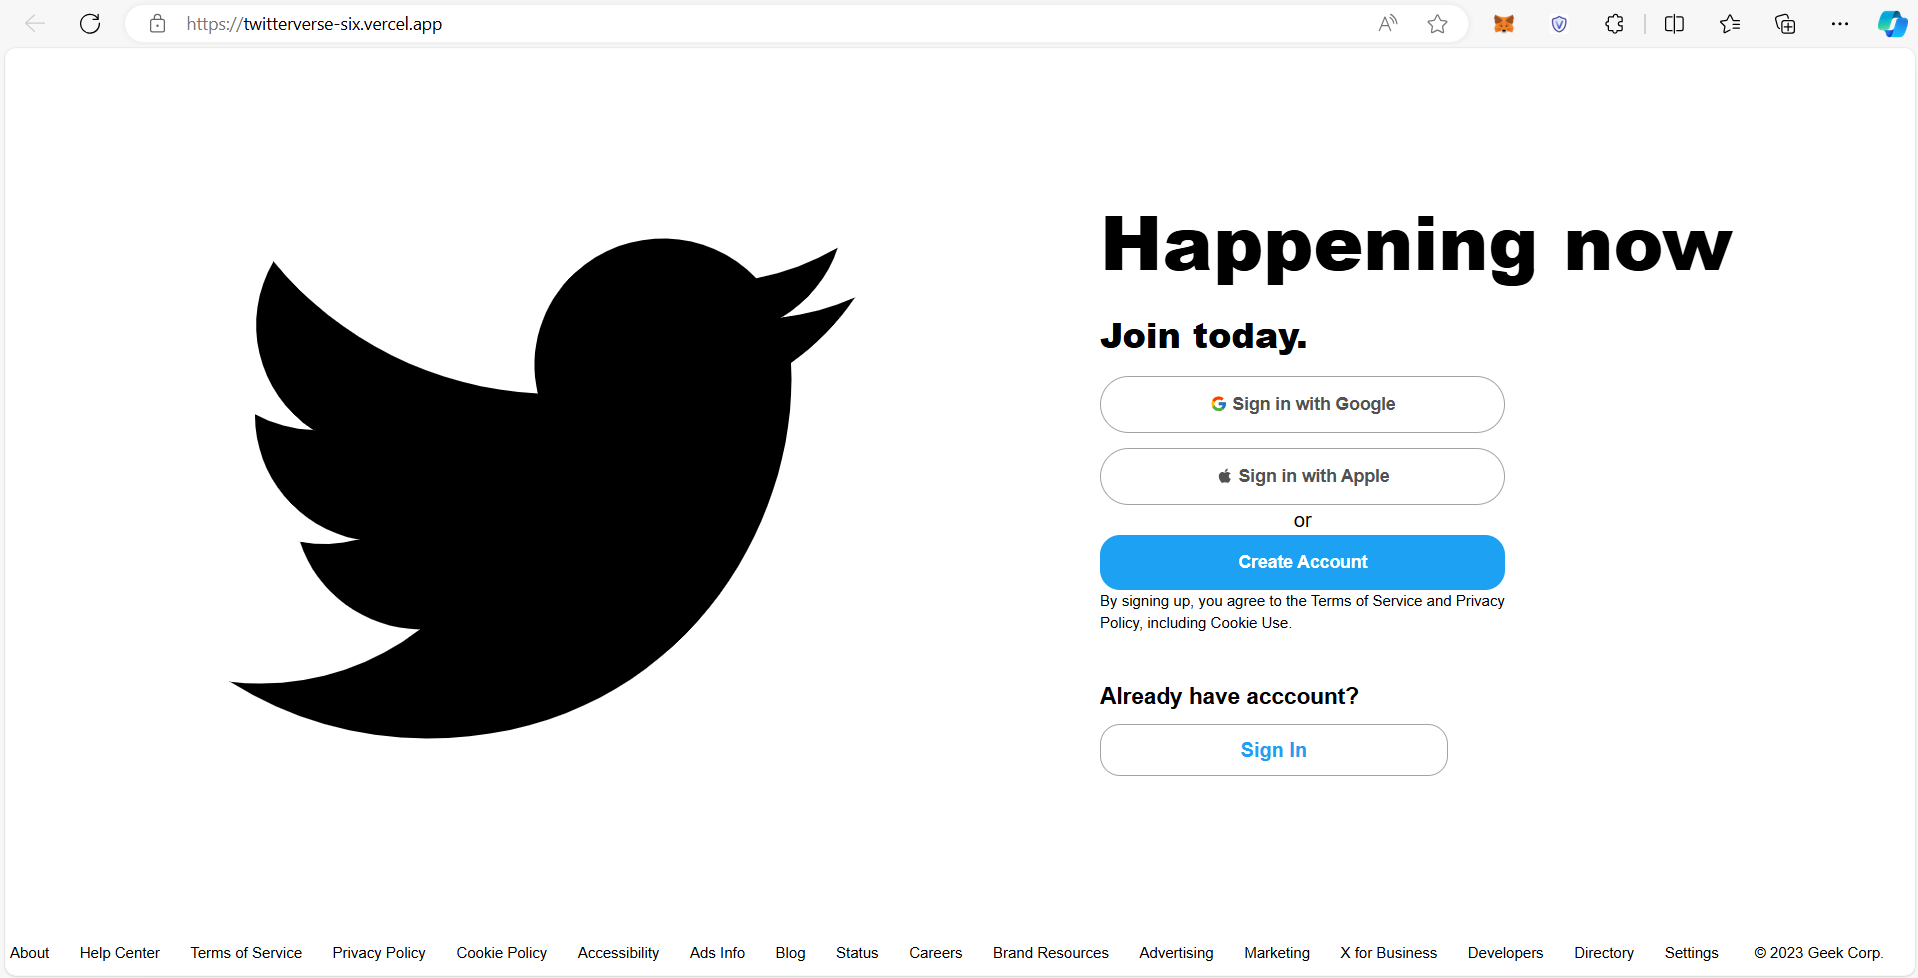 https://twitterverse-six.vercel.app
Happening now
Join today.
Sign in with Google
Sign in with Apple
or
Create Account
By signing up, you agree to the Terms of Service and Privacy
Policy, including Cookie Use.
Already have acccount?
Sign In
About Help Center Terms of Service Privacy Policy Cookie Policy Accessibility Ads Info Blog Status Careers Brand Resources Advertising Marketing X for Business Developers Directory Settings © 2023 Geek Corp.